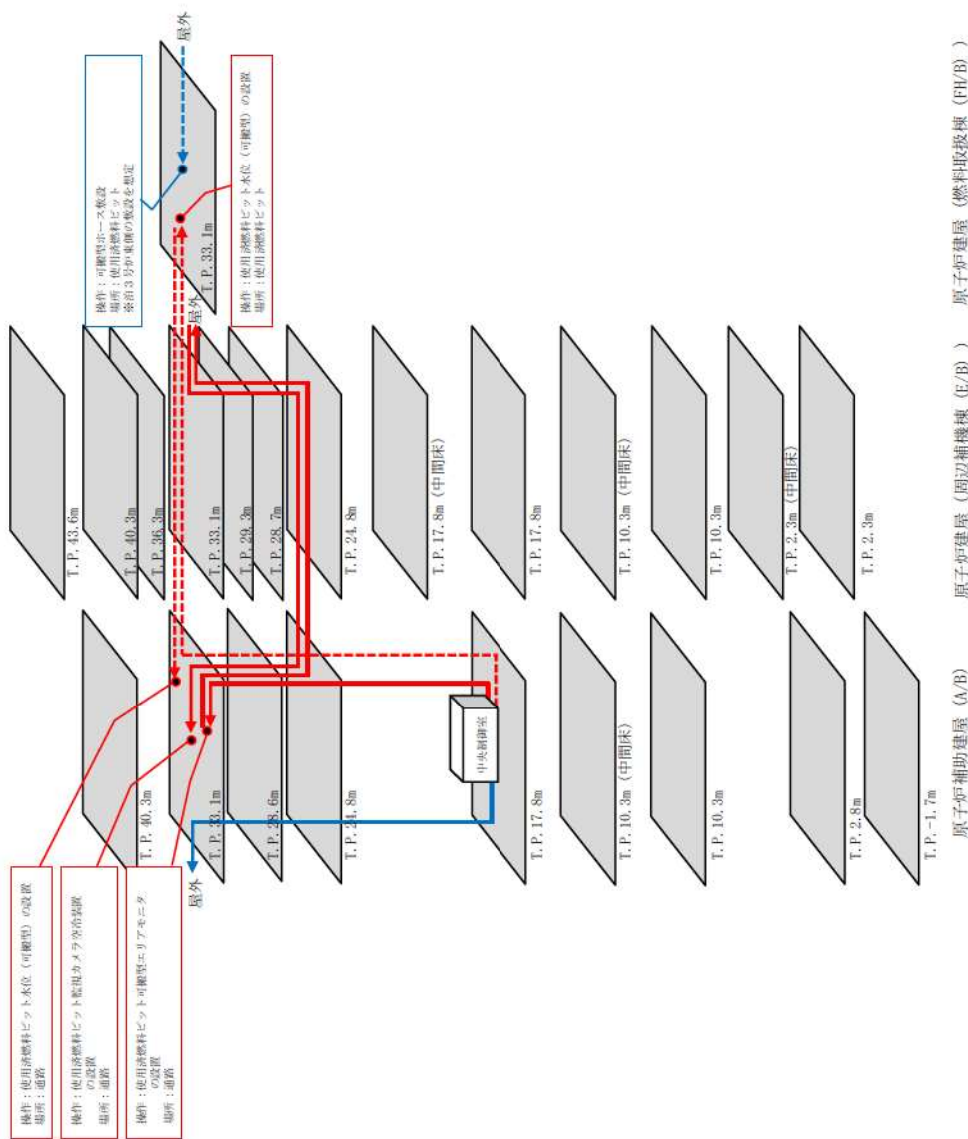 操作：使用済燃料ピット水位（可搬型）の設置
場所：通路
操作：使用済燃料ピット監視カメラ空冷装置
の設置
場所：通路
操作：使用済燃料ピット可搬型エリアモニタ
の設置
場所：通路
T.P.40.3m
T.P.33.1m
T.P.28.6m
T.P.24.8m
屋外
中央制御室
T.P.17.8m
T.P.10.3m（中間床）
T.P.10.3m
T.P.2.8m
T.P.-1.7m
原子炉補助建屋（A/B）
T.P.43.6m
T.P.40.3m
T.P.36.3m
T.P.33.1m
T.P.29.3m
T.P.28.7m
T.P.24.8m
T.P.17.8m（中間床）
T.P.17.8m
T.P.10.3m（中間床）
T.P.10.3m
T.P.2.3m（中間床）
T.P.2.3m
屋外
原子炉建屋（周辺補機棟（E/B））
操作：可搬型ホース敷設
場所：使用済燃料ピット
※泊３号炉東側の敷設を想定
屋外
T.P.33.1m
操作：使用済燃料ピット水位（可搬型）の設置
場所：使用済燃料ピット
原子炉建屋（燃料取扱棟（FH/B））